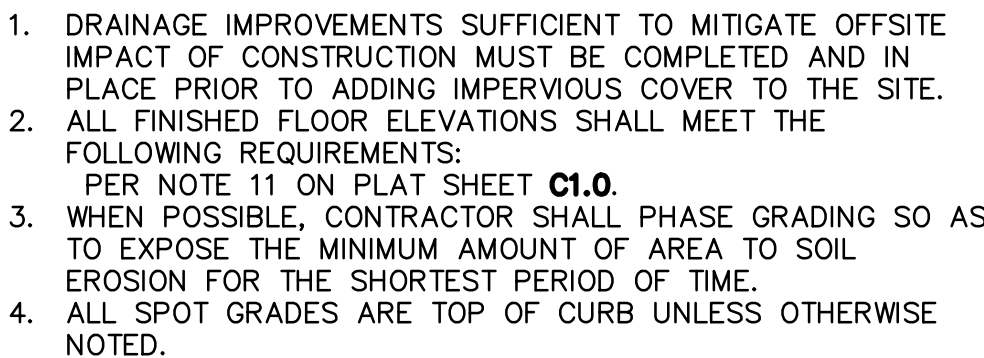 1. DRAINAGE IMPROVEMENTS SUFFICIENT TO MITIGATE OFFSITE
IMPACT OF CONSTRUCTION MUST BE COMPLETED AND IN
PLACE PRIOR TO ADDING IMPERVIOUS COVER TO THE SITE.
2. ALL FINISHED FLOOR ELEVATIONS SHALL MEET THE
FOLLOWING REQUIREMENTS:
PER NOTE 11 ON PLAT SHEET C1.0.
3. WHEN POSSIBLE, CONTRACTOR SHALL PHASE GRADING SO AS
TO EXPOSE THE MINIMUM AMOUNT OF AREA TO SOIL
EROSION FOR THE SHORTEST PERIOD OF TIME.
4. ALL SPOT GRADES ARE TOP OF CURB UNLESS OTHERWISE
NOTED.